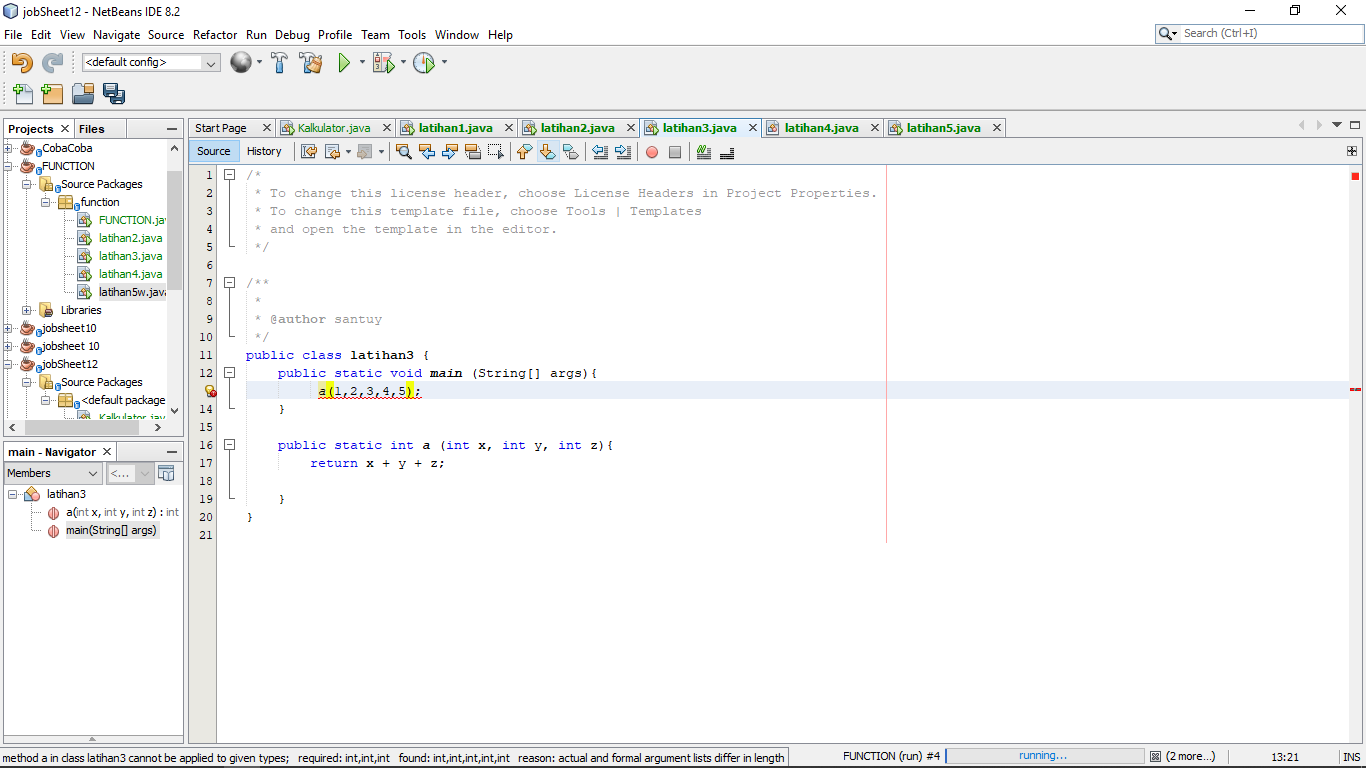 jobSheet12 - NetBeans IDE 8.2
File Edit View Navigate Source Refactor Run Debug Profile Team Tools Window Help
Search (Ctrl+I)
<default config>
Projects Files
CobaCoba
FUNCTION
Source Packages
function
FUNCTION.jav
latihan2.java
latihan3.java
latihan4.java
latihan5w.java
Libraries
jobsheet10
jobsheet 10
jobSheet12
Source Packages
<default package
Kalkulator.java
main - Navigator
Members <...
latihan3
a(int x, int y, int z) : int
main(String[] args)
Start Page Kalkulator.java latihan1.java latihan2.java latihan3.java latihan4.java latihan5.java
Source History
1 /*
2 * To change this license header, choose License Headers in Project Properties.
3 * To change this template file, choose Tools | Templates
4 * and open the template in the editor.
5 */
6
7 /**
8 *
9 * @author santuy
10 */
11 public class latihan3 {
12 public static void main (String[] args){
a(1,2,3,4,5);
14 }
15
16 public static int a (int x, int y, int z){
17 return x + y + z;
18
19 }
20 }
21
method a in class latihan3 cannot be applied to given types; required: int,int,int found: int,int,int,int,int reason: actual and formal argument lists differ in length
FUNCTION (run) #4 running... (2 more...) 13:21 INS